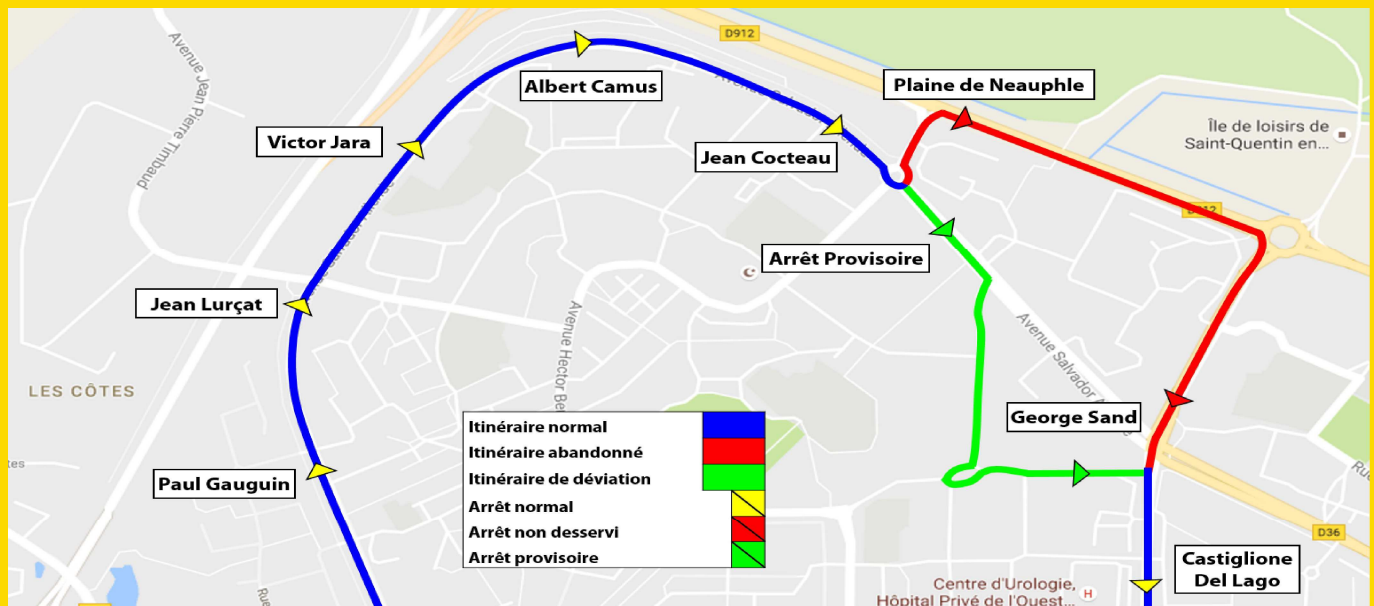 D912
Plaine de Neauphle
Albert Camus
Avenue Jean Pierre Timbaud
Île de loisirs de
Saint-Quentin en...
Victor Jara
Jean Cocteau
Arrêt Provisoire
Jean Lurçat
Avenue Salvador A
Avenue Hector Be
LES CÔTES
George Sand
Itinéraire normal
Itinéraire abandonné
Itinéraire de déviation
Arrêt normal
Arrêt non desservi
Arrêt provisoire
Paul Gauguin
D36
Castiglione
Del Lago
Centre d'Urologie,
Hôpital Privé de l'Ouest...
H